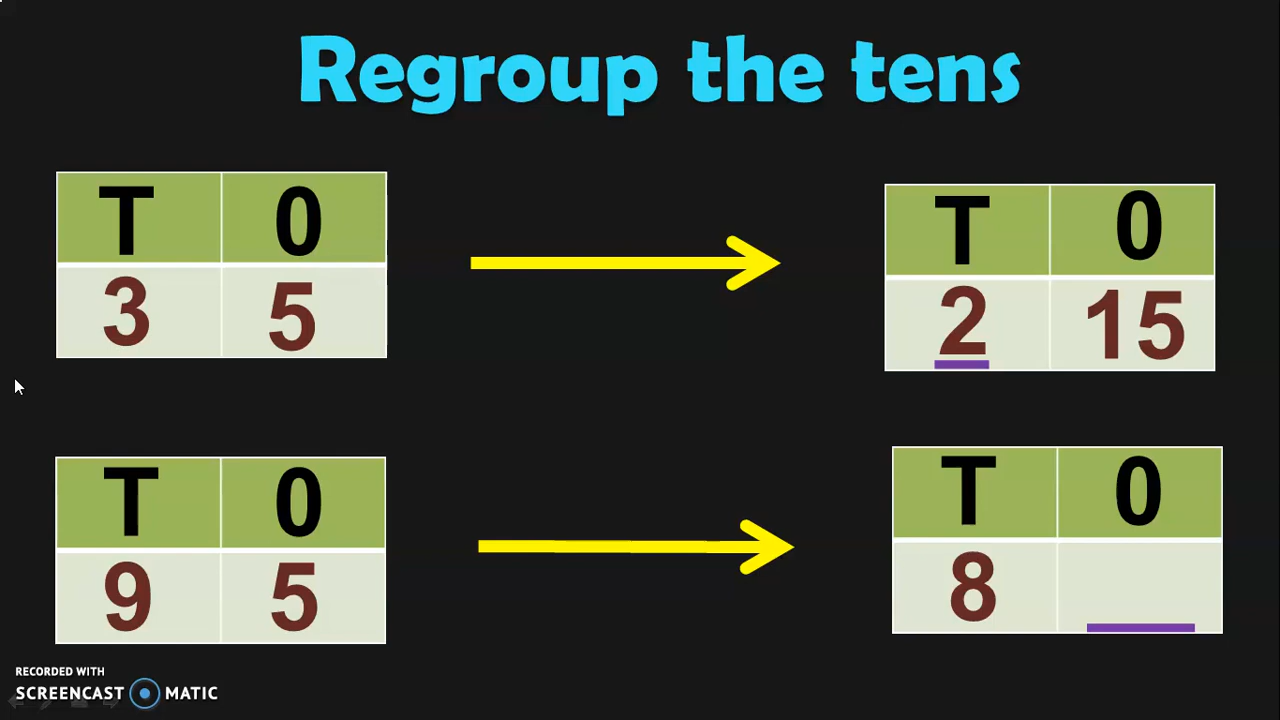 Regroup the tens
T 0 T 0
3 5 2 15
T 0 T 0
9 5 8
RECORDED WITH
SCREENCAST MATIC